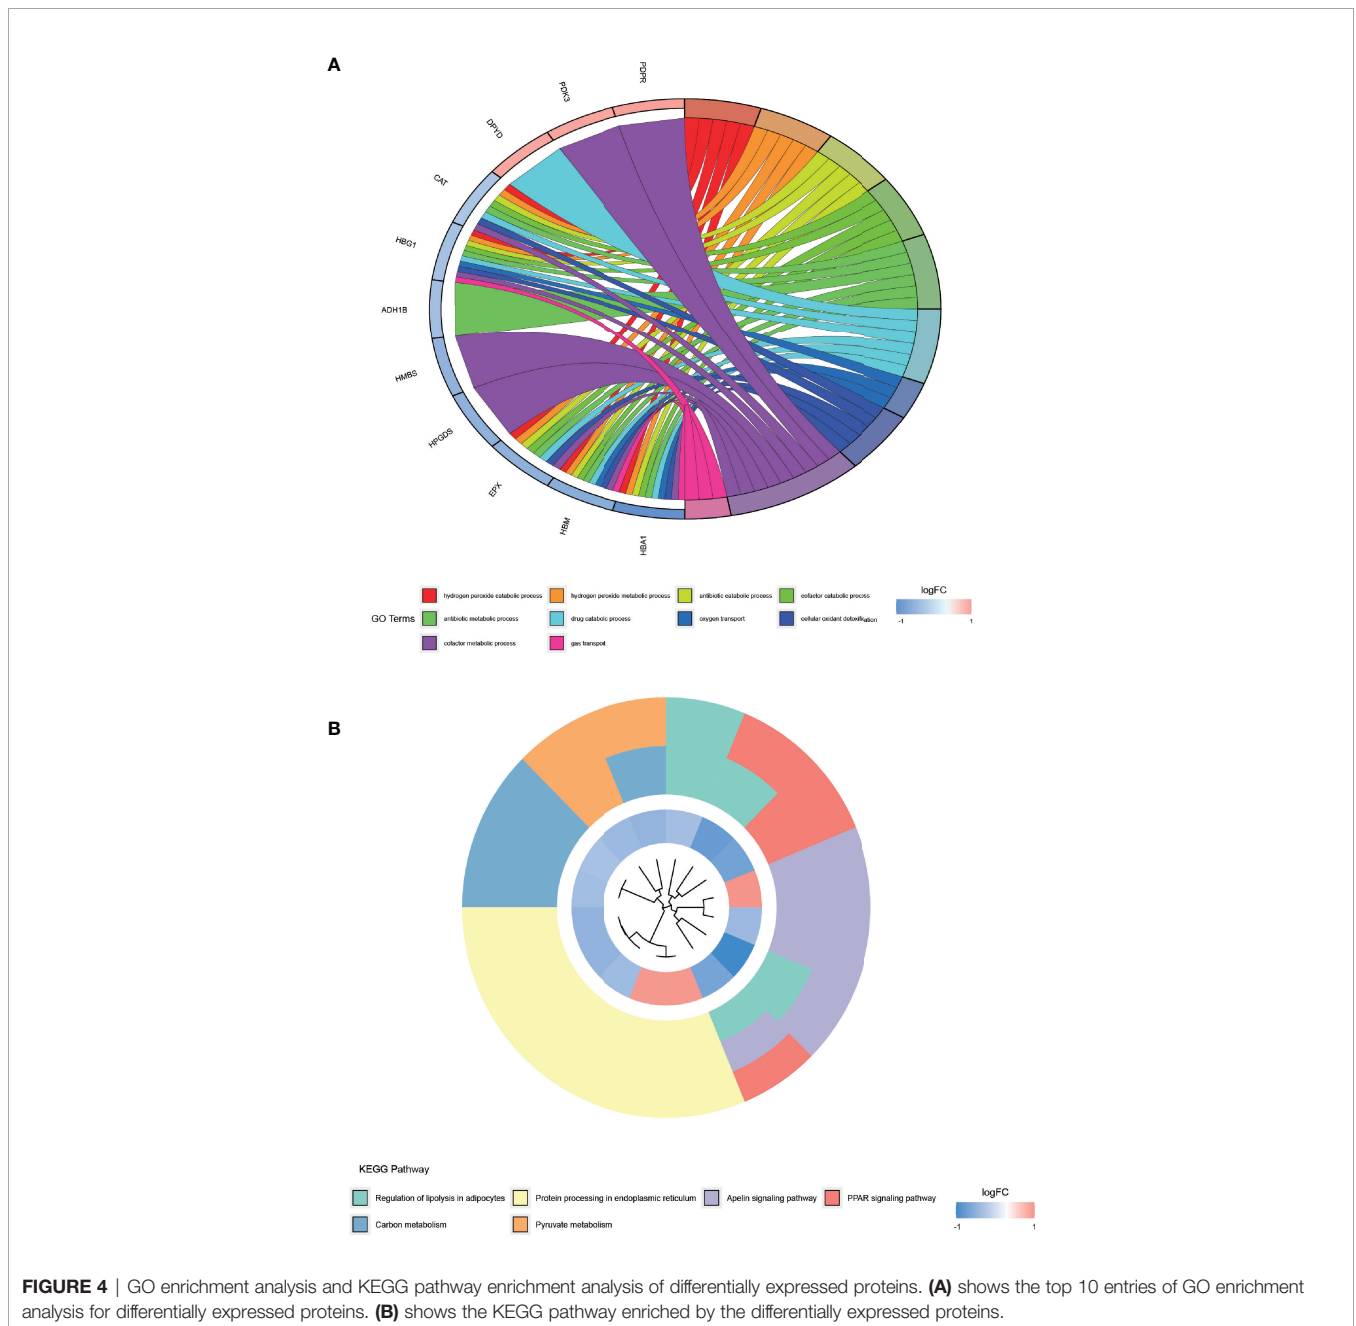 A
PDPR
PDK3
DPYD
CAT
HBG1
ADH1B
HMBS
HPGDS
EPX
HBM
HBA1
GO Terms
hydrogen peroxide catabolic process
hydrogen peroxide metabolic process
antibiotic catabolic process
cofactor catabolic process
antibiotic metabolic process
drug catabolic process
oxygen transport
cellular oxidant detoxification
cofactor metabolic process
gas transport
logFC
-1 1
B
KEGG Pathway
Regulation of lipolysis in adipocytes
Protein processing in endoplasmic reticulum
Apelin signaling pathway
PPAR signaling pathway
Carbon metabolism
Pyruvate metabolism
logFC
-1 1
FIGURE 4 | GO enrichment analysis and KEGG pathway enrichment analysis of differentially expressed proteins. (A) shows the top 10 entries of GO enrichment
analysis for differentially expressed proteins. (B) shows the KEGG pathway enriched by the differentially expressed proteins.